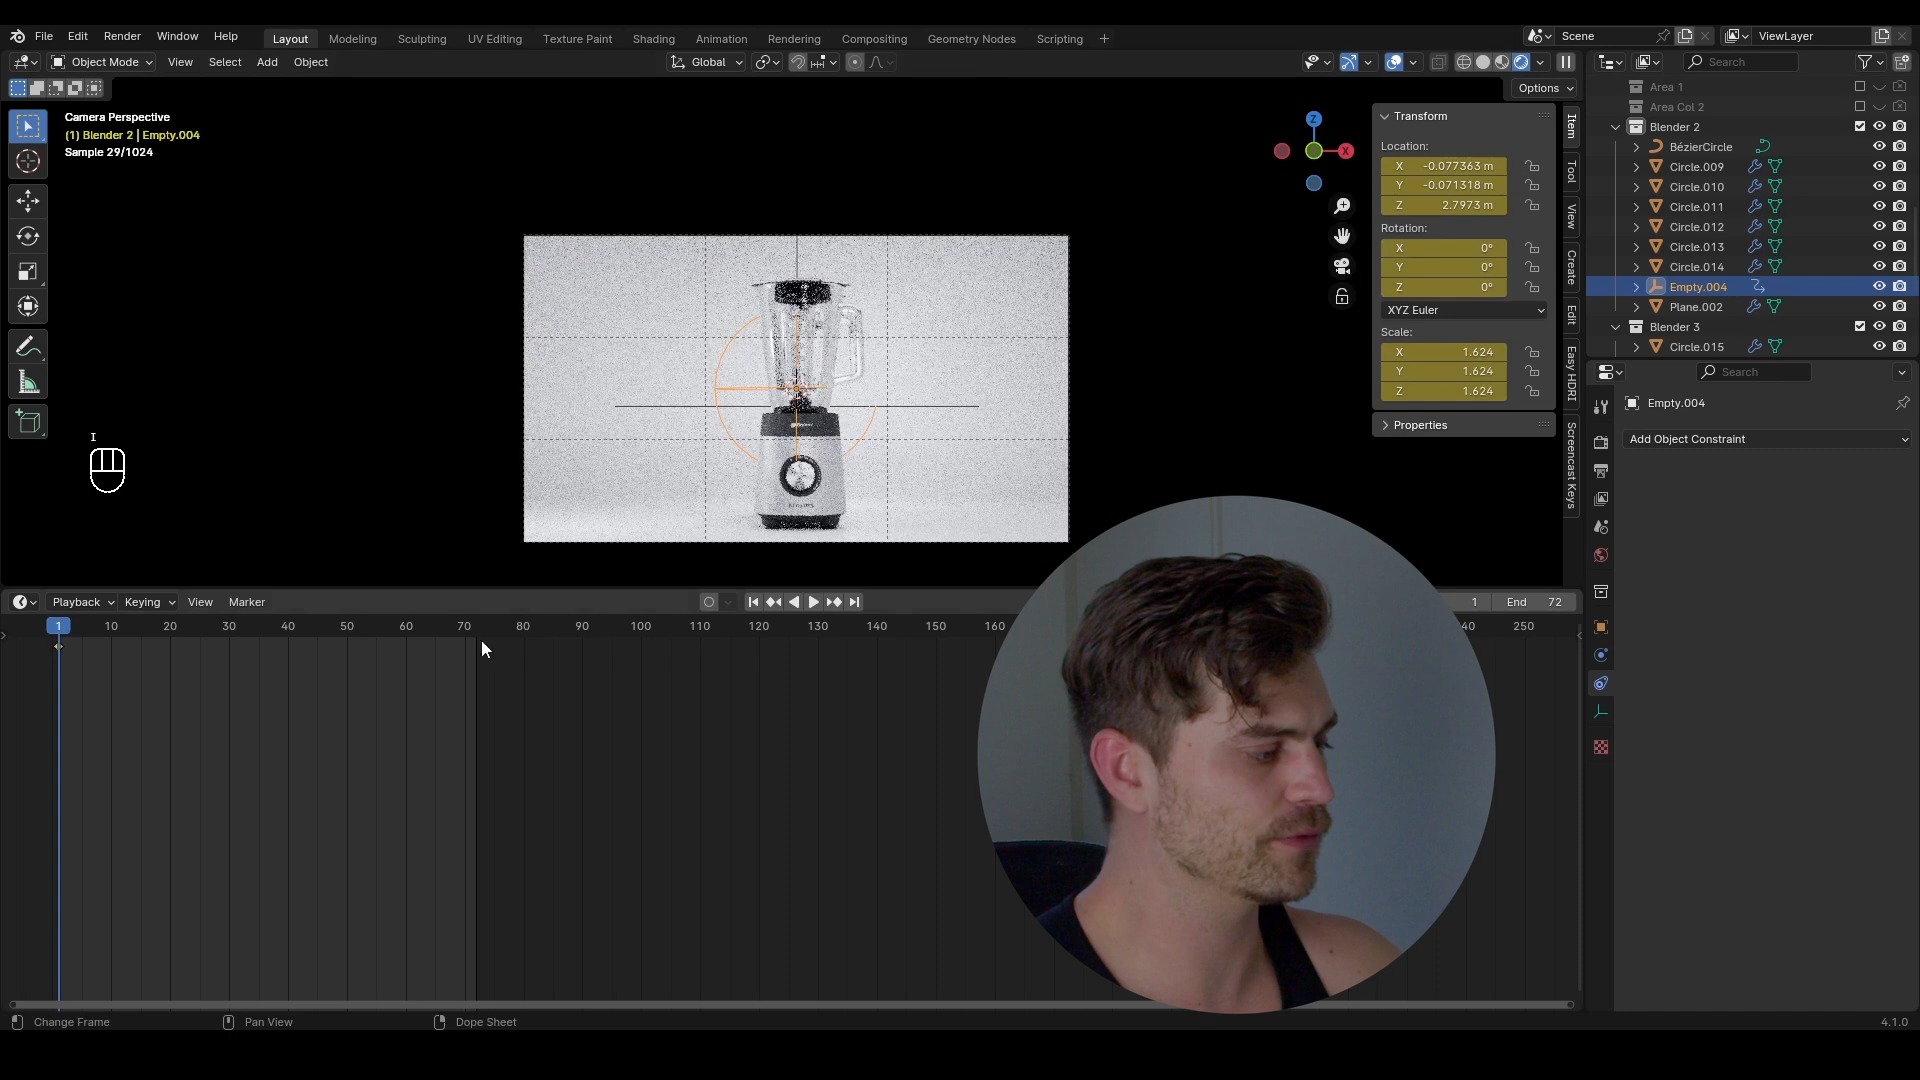 File Edit Render Window Help Layout Modeling Sculpting UV Editing Texture Paint Shading Animation Rendering Compositing Geometry Nodes Scripting + Scene ViewLayer
Object Mode View Select Add Object Global Search
Options
Camera Perspective
(1) Blender 2 | Empty.004
Sample 29/1024
Z
X
I
Transform
Location:
X -0.077363 m
Y -0.071318 m
Z 2.7973 m
Rotation:
X 0°
Y 0°
Z 0°
XYZ Euler
Scale:
X 1.624
Y 1.624
Z 1.624
Properties
Item
Tool
View
Create
Edit
Easy HDRI
Screencast Keys
Area 1
Area Col 2
Blender 2
BézierCircle
Circle.009
Circle.010
Circle.011
Circle.012
Circle.013
Circle.014
Empty.004
Plane.002
Blender 3
Circle.015
Search
Empty.004
Add Object Constraint
Playback Keying View Marker 1 End 72
1 10 20 30 40 50 60 70 80 90 100 110 120 130 140 150 160 40 250
Change Frame Pan View Dope Sheet 4.1.0